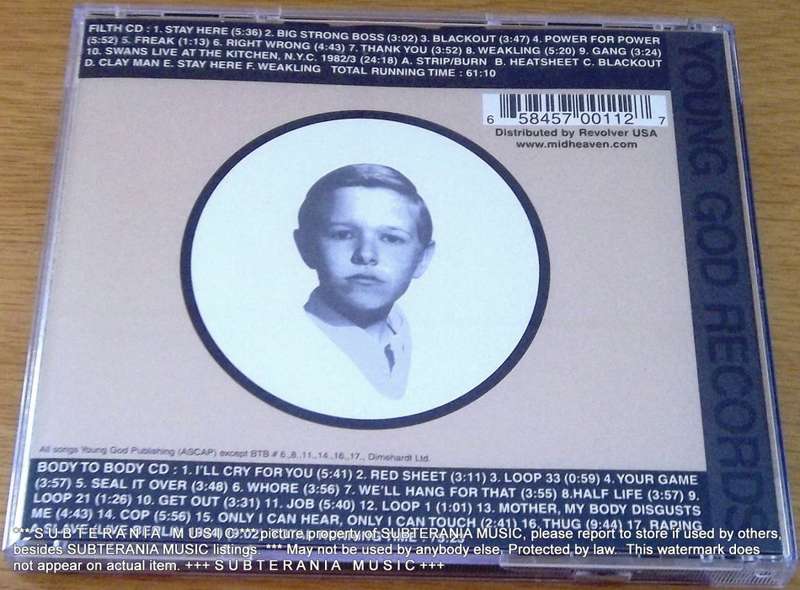 FILTH CD : 1. STAY HERE (5:36) 2. BIG STRONG BOSS (3:02) 3. BLACKOUT (3:47) 4. POWER FOR POWER
(5:52) 5. FREAK (1:13) 6. RIGHT WRONG (4:43) 7. THANK YOU (3:52) 8. WEAKLING (5:20) 9. GANG (3:24)
10. SWANS LIVE AT THE KITCHEN, N.Y.C. 1982/3 (24:18) A. STRIP/BURN B. HEATSHEET C. BLACKOUT
D. CLAY MAN E. STAY HERE F. WEAKLING TOTAL RUNNING TIME : 61:10
6 58457 00112 7
Distributed by Revolver USA
www.midheaven.com
YOUNG GOD RECORDS
All songs Young God Publishing (ASCAP) except BTB # 6,,8,,11,,14,,16,,17,, Dimshardt Ltd.
BODY TO BODY CD : 1. I'LL CRY FOR YOU (5:41) 2. RED SHEET (3:11) 3. LOOP 33 (0:59) 4. YOUR GAME
(3:57) 5. SEAL IT OVER (3:48) 6. WHORE (3:56) 7. WE'LL HANG FOR THAT (3:55) 8.HALF LIFE (3:57) 9.
LOOP 21 (1:26) 10. GET OUT (3:31) 11. JOB (5:40) 12. LOOP 1 (1:01) 13. MOTHER, MY BODY DISGUSTS
ME (4:43) 14. COP (5:56) 15. ONLY I CAN HEAR, ONLY I CAN TOUCH (2:41) 16. THUG (9:44) 17. RAPING
A SLAVE (LIVE BERLIN RUNNING TIME
S U B T E R A N I A M U S I C picture property of SUBTERANIA MUSIC, please report to store if used by others,
besides SUBTERANIA MUSIC listings. *** May not be used by anybody else. Protected by law. This watermark does
not appear on actual item. +++ S U B T E R A N I A M U S I C +++